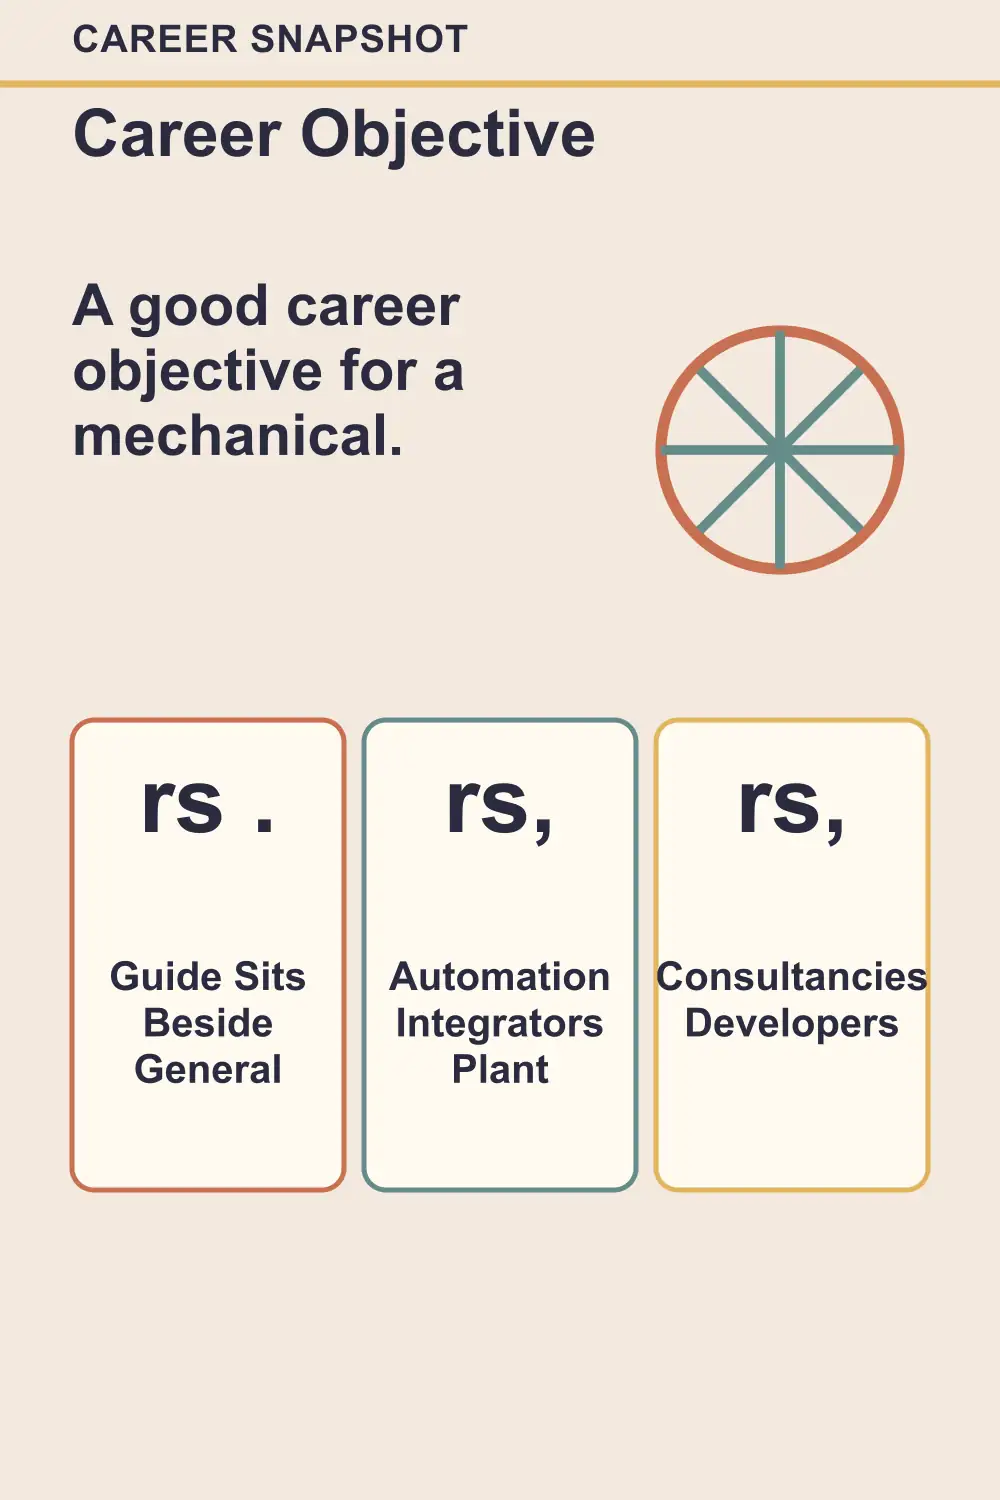 CAREER SNAPSHOT
Career Objective
A good career
objective for a
mechanical.
rs .
Guide Sits
Beside
General
rs,
Automation
Integrators
Plant
rs,
Consultancies
Developers